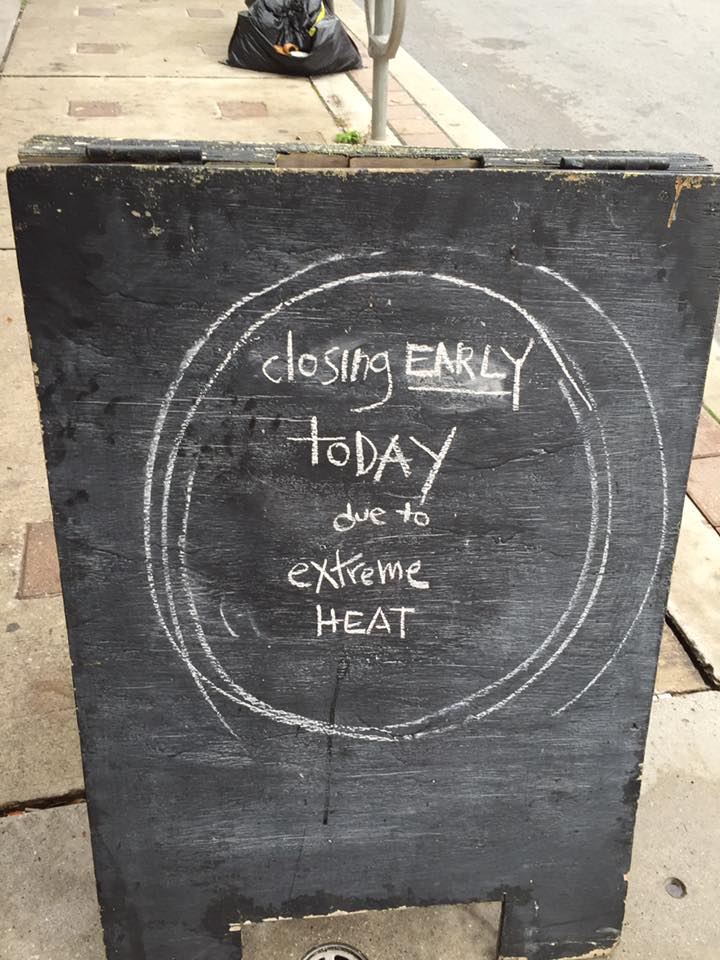 closing EARLY
TODAY
due to
extreme
HEAT